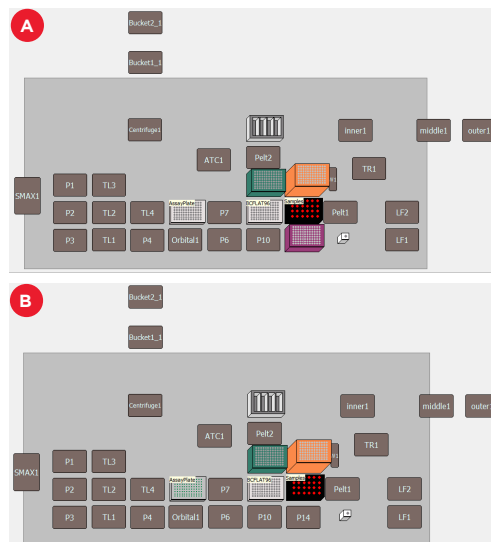 A
Bucket2_1
Bucket1_1
Centrifuge1
inner1
middle1
outer1
ATC1
Pelt2
TR1
SMAX1
P1
TL3
P2
TL2
TL4
AssayPlate
P7
BCFLAT96
Samples
Pelt1
LF2
P3
TL1
P4
Orbital1
P6
P10
LF1
B
Bucket2_1
Bucket1_1
Centrifuge1
inner1
middle1
outer
ATC1
Pelt2
TR1
SMAX1
P1
TL3
P2
TL2
TL4
AssayPlate
P7
BCFLAT96
Samples
Pelt1
LF2
P3
TL1
P4
Orbital1
P6
P10
P14
LF1